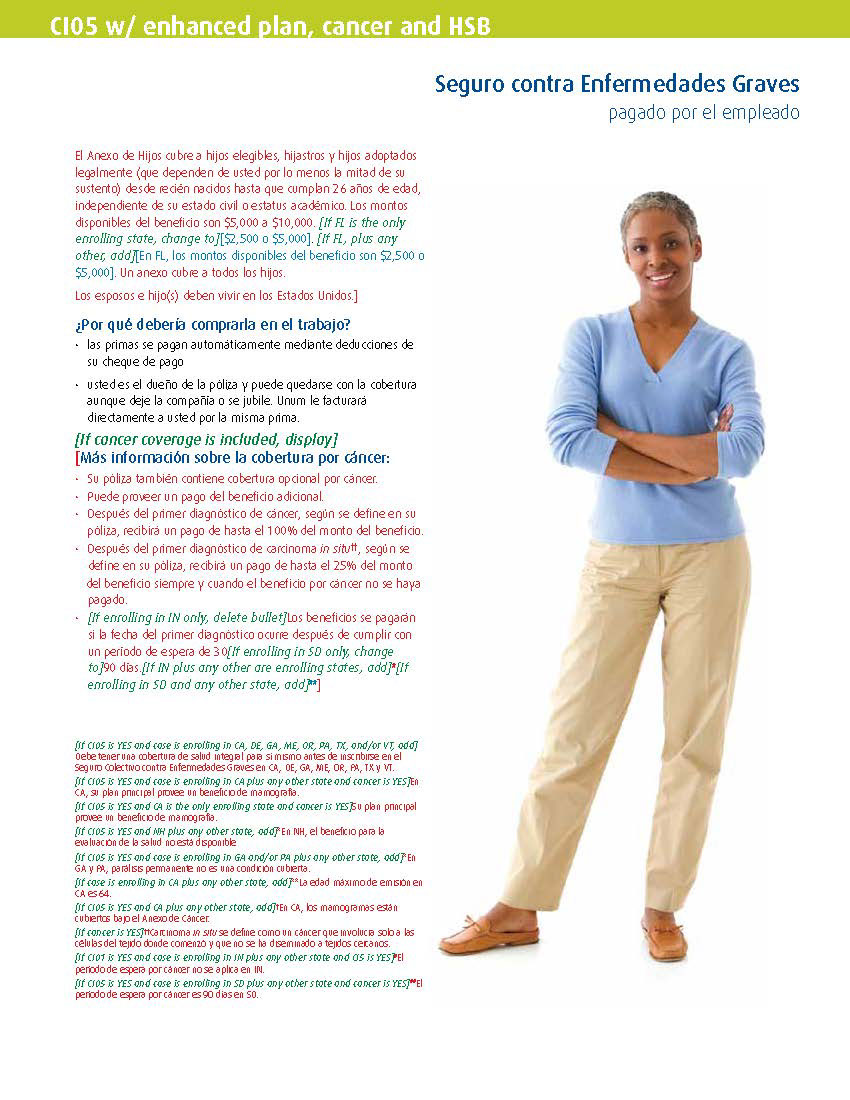 CI05 w/ enhanced plan, cancer and HSB
Seguro contra Enfermedades Graves
pagado por el empleado
El Anexo de Hijos cubre a hijos elegibles, hijastros y hijos adoptados
legalmente (que dependen de usted por lo menos la mitad de su
sustento) desde recién nacidos hasta que cumplan 26 años de edad,
independiente de su estado civil o estatus académico. Los montos
disponibles del beneficio son $5,000 a $10,000. [If FL is the only
enrolling state, change to][$2,500 o $5,000]. [If FL, plus any
other, add][En FL, los montos disponibles del beneficio son $2,500 o
$5,000]. Un anexo cubre a todos los hijos.
Los esposos e hijo(s) deben vivir en los Estados Unidos.]
¿Por qué debería comprarla en el trabajo?
• las primas se pagan automáticamente mediante deducciones de
su cheque de pago
• usted es el dueño de la póliza y puede quedarse con la cobertura
aunque deje la compañía o se jubile. Unum le facturará
directamente a usted por la misma prima.
[If cancer coverage is included, display]
[Más información sobre la cobertura por cáncer:
• Su póliza también contiene cobertura opcional por cáncer.
• Puede proveer un pago del beneficio adicional.
• Después del primer diagnóstico de cáncer, según se define en su
póliza, recibirá un pago de hasta el 100% del monto del beneficio.
• Después del primer diagnóstico de carcinoma in situ††, según se
define en su póliza, recibirá un pago de hasta el 25% del monto
del beneficio siempre y cuando el beneficio por cáncer no se haya
pagado.
• [If enrolling in IN only, delete bullet]Los beneficios se pagarán
si la fecha del primer diagnóstico ocurre después de cumplir con
un período de espera de 30[If enrolling in SD only, change
to]90 días.[If IN plus any other are enrolling states, add]#[If
enrolling in SD and any other state, add]##]
[If CI05 is YES and case is enrolling in CA, DE, GA, ME, OR, PA, TX, and/or VT, add]
Debe tener una cobertura de salud integral para sí mismo antes de inscribirse en el
Seguro Colectivo contra Enfermedades Graves en CA, DE, GA, ME, OR, PA, TX y VT.
[If CI05 is YES and case is enrolling in CA plus any other state and cancer is YES]En
CA, su plan principal provee un beneficio de mamografía.
[If CI05 is YES and CA is the only enrolling state and cancer is YES]Su plan principal
provee un beneficio de mamografía.
[If CI05 is YES and NH plus any other state, add]°En NH, el beneficio para la
evaluación de la salud no está disponible
[If CI05 is YES and case is enrolling in GA and/or PA plus any other state, add]*En
GA y PA, parálisis permanente no es una condición cubierta.
[If case is enrolling in CA plus any other state, add]**La edad máximo de emisión en
CA es 64.
[If CI05 is YES and CA plus any other state, add]†En CA, los mamogramas están
cubiertos bajo el Anexo de Cáncer.
[If cancer is YES]††Carcinoma in situ se define como un cáncer que involucra solo a las
células del tejido donde comenzó y que no se ha diseminado a tejidos cercanos.
[If CI01 is YES and case is enrolling in IN plus any other state and CI5 is YES]#El
período de espera por cáncer no se aplica en IN.
[If CI05 is YES and case is enrolling in SD plus any other state and cancer is YES]##El
período de espera por cáncer es 90 días en SD.